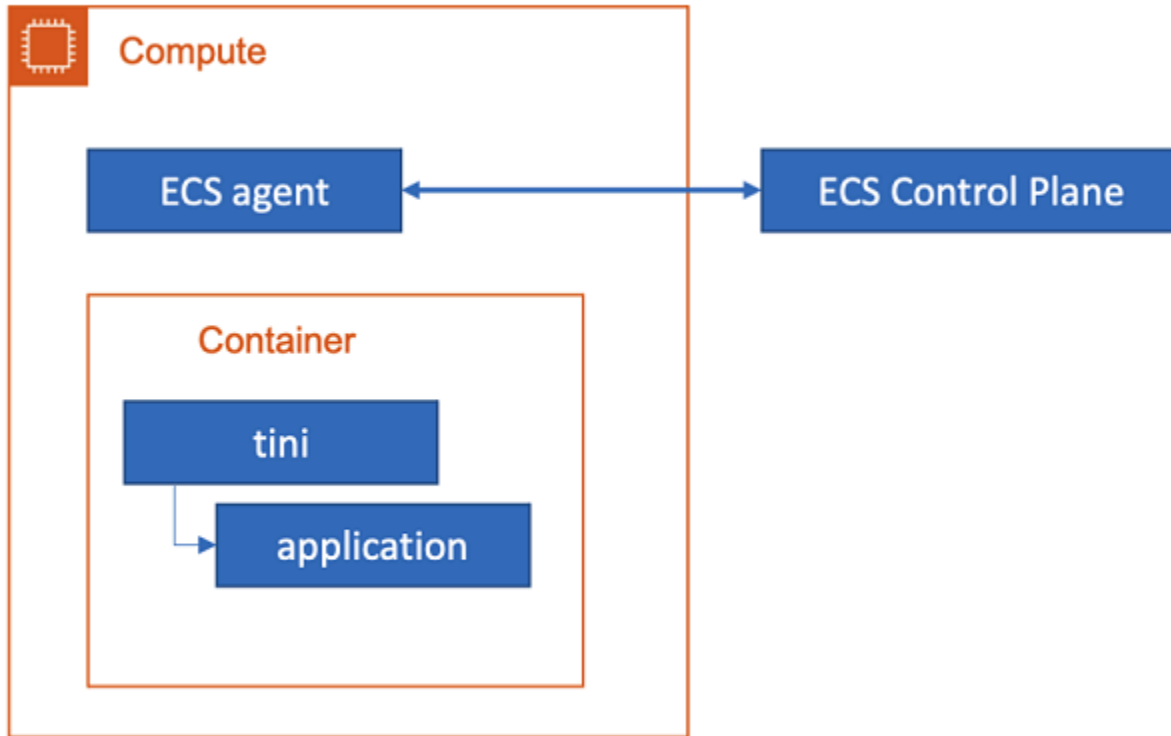 Compute
ECS agent
ECS Control Plane
Container
tini
application